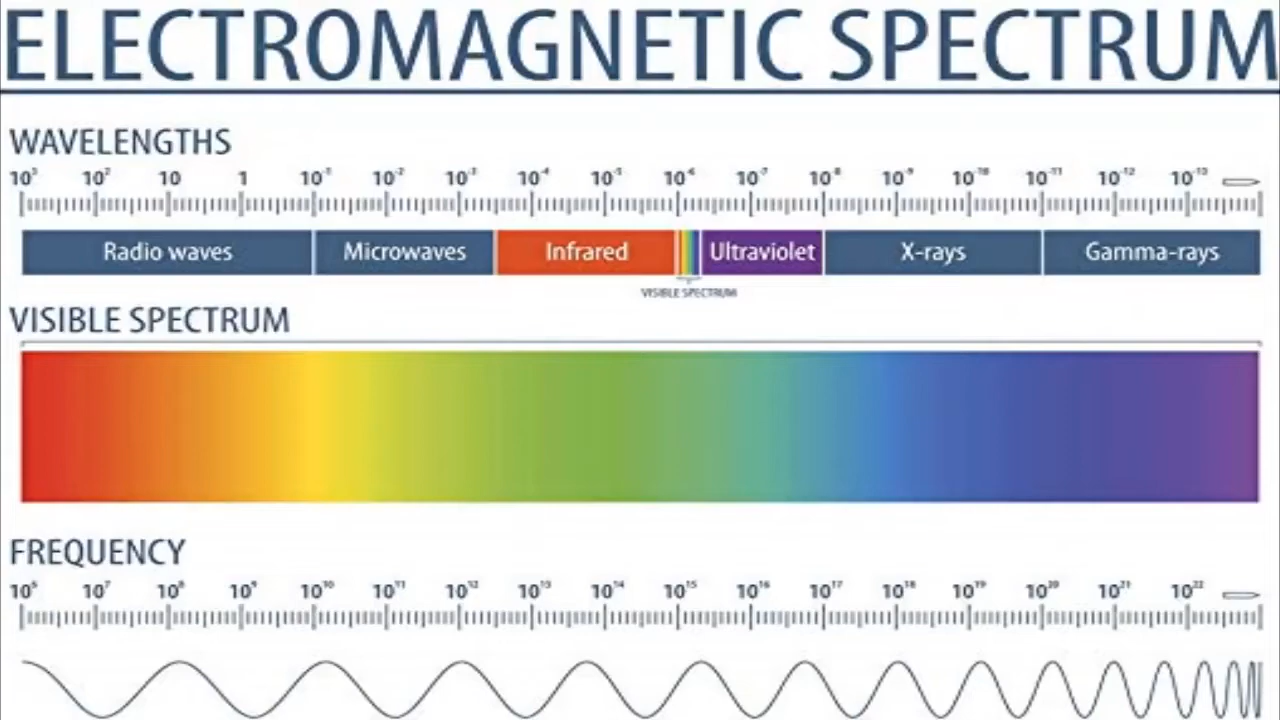 ELECTROMAGNETIC SPECTRUM
WAVELENGTHS
10³ 10² 10 1 10⁻¹ 10⁻² 10⁻³ 10⁻⁴ 10⁻⁵ 10⁻⁶ 10⁻⁷ 10⁻⁸ 10⁻⁹ 10⁻¹⁰ 10⁻¹¹ 10⁻¹² 10⁻¹³
Radio waves Microwaves Infrared Ultraviolet X-rays Gamma-rays
VISIBLE SPECTRUM
VISIBLE SPECTRUM
FREQUENCY
10⁶ 10⁷ 10⁸ 10⁹ 10¹⁰ 10¹¹ 10¹² 10¹³ 10¹⁴ 10¹⁵ 10¹⁶ 10¹⁷ 10¹⁸ 10¹⁹ 10²⁰ 10²¹ 10²²